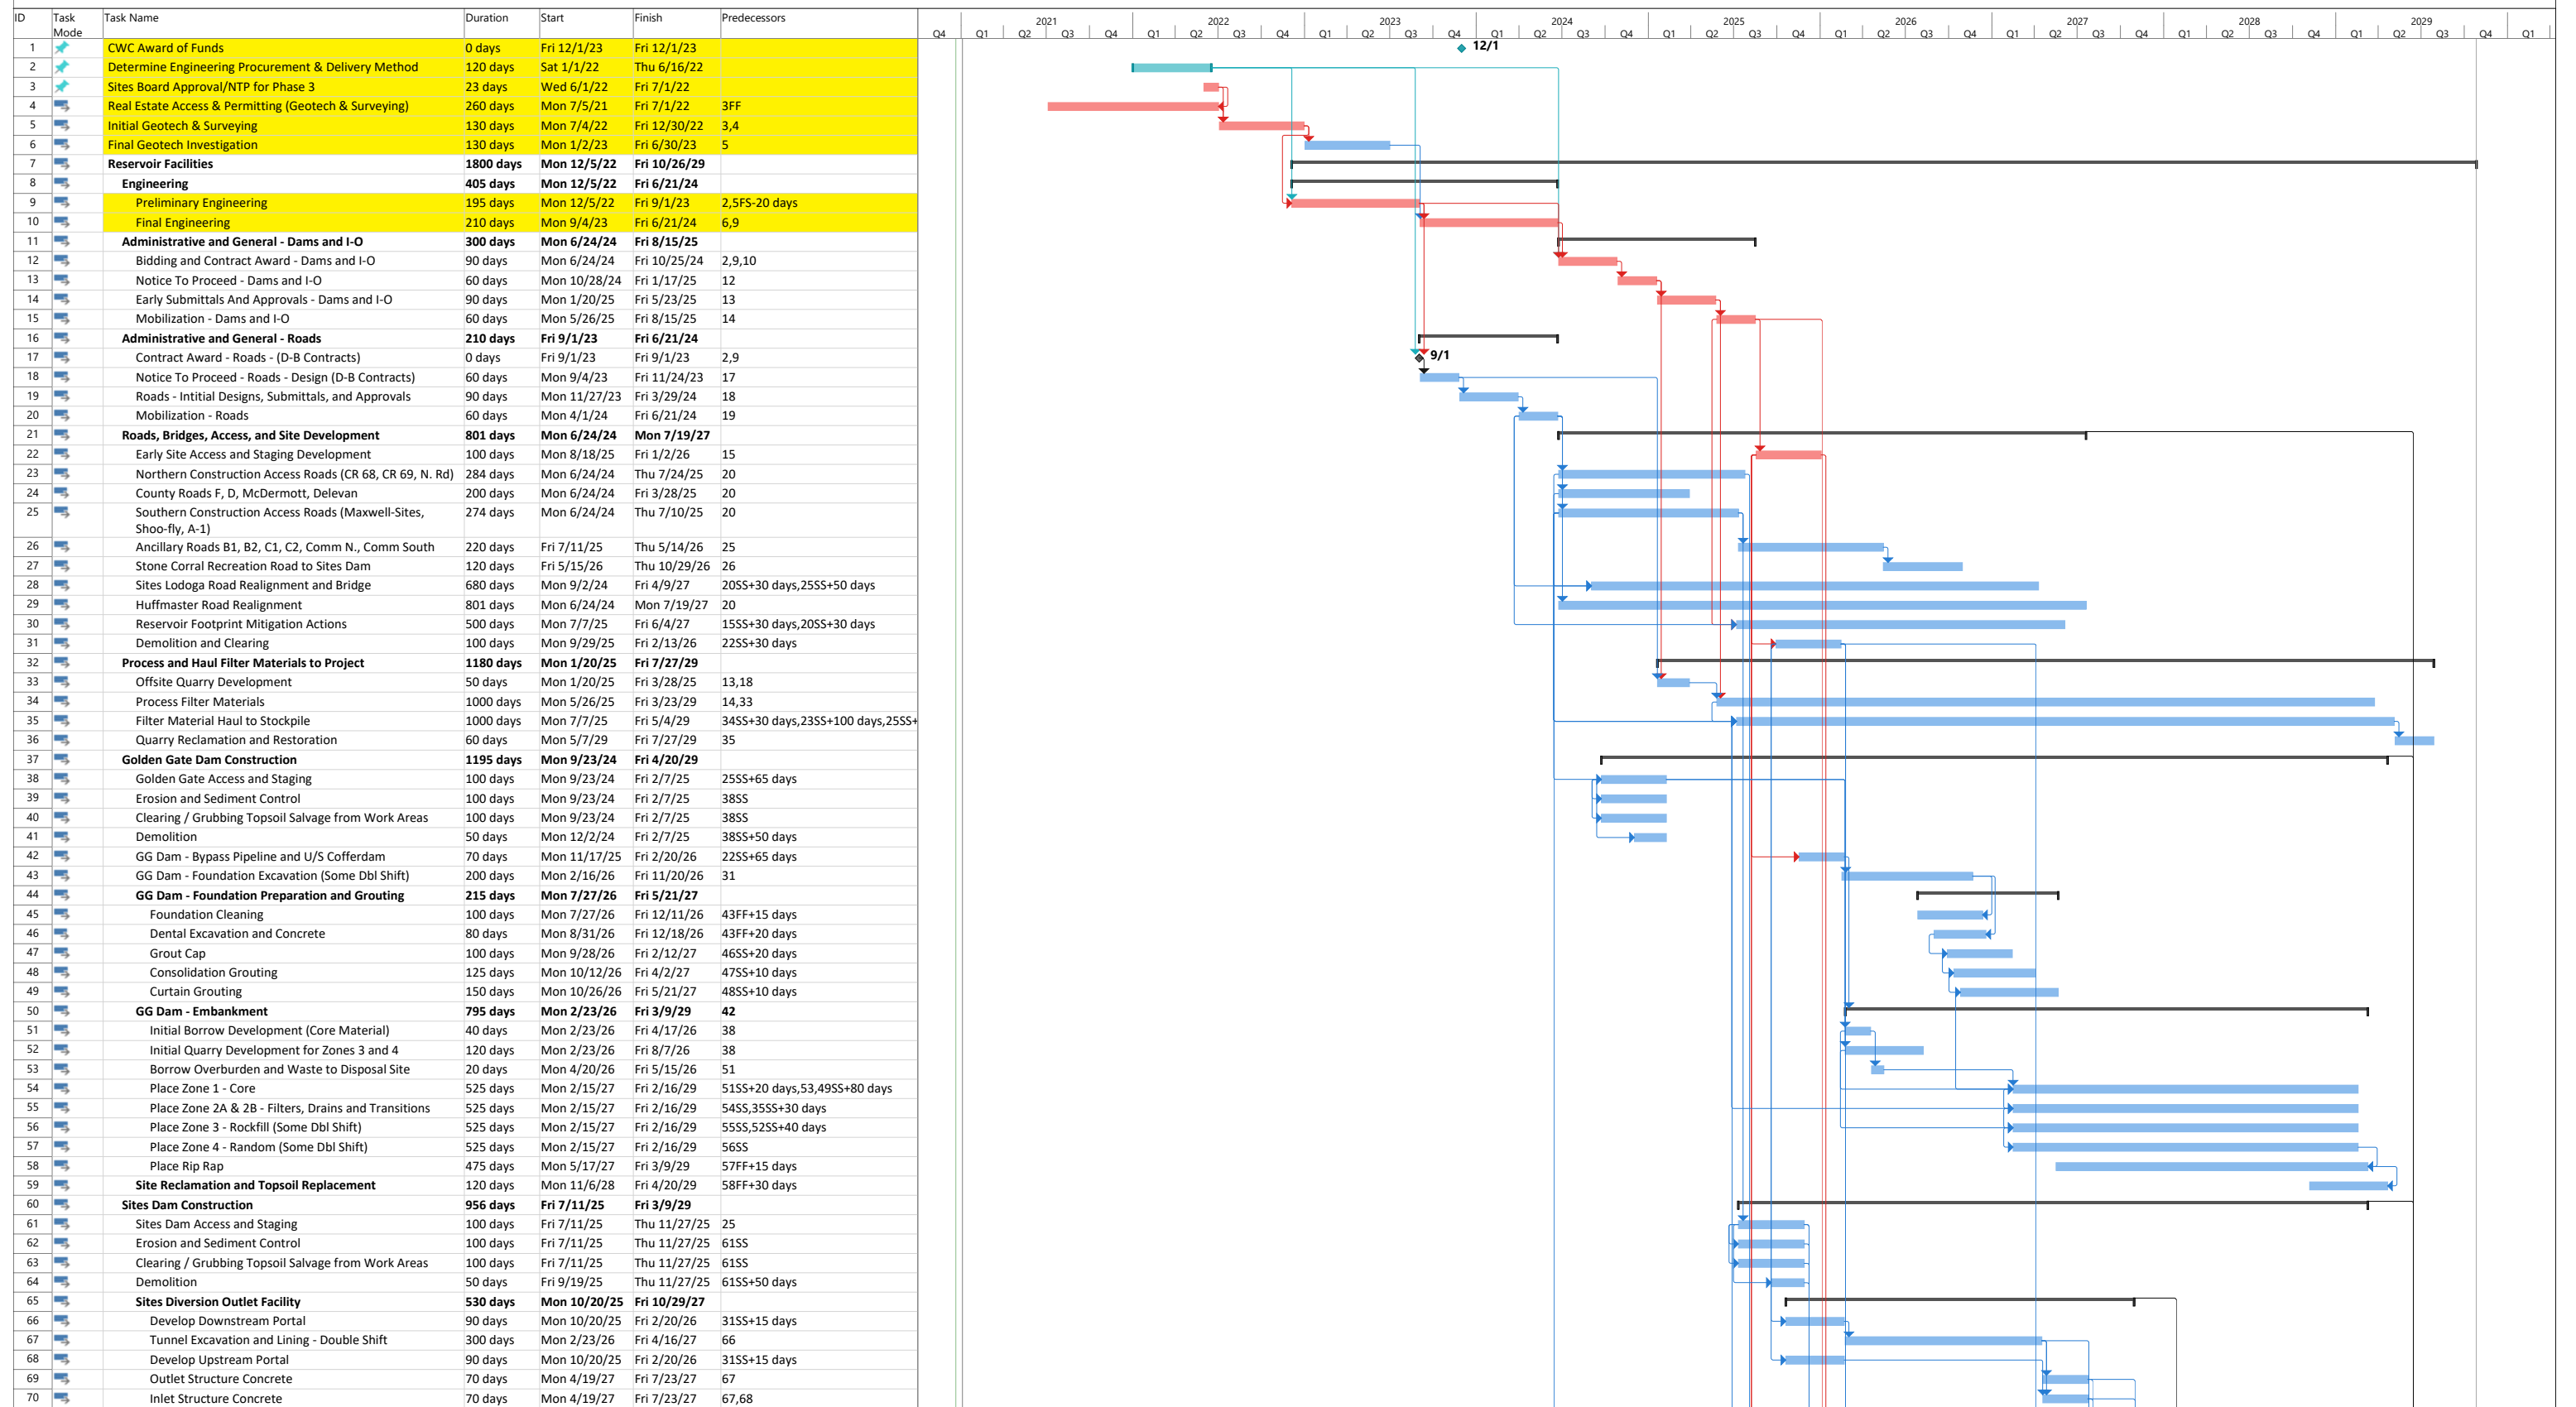 ID Task Mode Task Name Duration Start Finish Predecessors
2021 2022 2023 2024 2025 2026 2027 2028 2029
Q4 Q1 Q2 Q3 Q4 Q1 Q2 Q3 Q4 Q1 Q2 Q3 Q4 Q1 Q2 Q3 Q4 Q1 Q2 Q3 Q4 Q1 Q2 Q3 Q4 Q1 Q2 Q3 Q4 Q1 Q2 Q3 Q4 Q1 Q2 Q3 Q4 Q1
1 CWC Award of Funds 0 days Fri 12/1/23 Fri 12/1/23 12/1
2 Determine Engineering Procurement & Delivery Method 120 days Sat 1/1/22 Thu 6/16/22
3 Sites Board Approval/NTP for Phase 3 23 days Wed 6/1/22 Fri 7/1/22
4 Real Estate Access & Permitting (Geotech & Surveying) 260 days Mon 7/5/21 Fri 7/1/22 3FF
5 Initial Geotech & Surveying 130 days Mon 7/4/22 Fri 12/30/22 3,4
6 Final Geotech Investigation 130 days Mon 1/2/23 Fri 6/30/23 5
7 Reservoir Facilities 1800 days Mon 12/5/22 Fri 10/26/29
8 Engineering 405 days Mon 12/5/22 Fri 6/21/24
9 Preliminary Engineering 195 days Mon 12/5/22 Fri 9/1/23 2,5FS-20 days
10 Final Engineering 210 days Mon 9/4/23 Fri 6/21/24 6,9
11 Administrative and General - Dams and I-O 300 days Mon 6/24/24 Fri 8/15/25
12 Bidding and Contract Award - Dams and I-O 90 days Mon 6/24/24 Fri 10/25/24 2,9,10
13 Notice To Proceed - Dams and I-O 60 days Mon 10/28/24 Fri 1/17/25 12
14 Early Submittals And Approvals - Dams and I-O 90 days Mon 1/20/25 Fri 5/23/25 13
15 Mobilization - Dams and I-O 60 days Mon 5/26/25 Fri 8/15/25 14
16 Administrative and General - Roads 210 days Fri 9/1/23 Fri 6/21/24
17 Contract Award - Roads - (D-B Contracts) 0 days Fri 9/1/23 Fri 9/1/23 2,9 9/1
18 Notice To Proceed - Roads - Design (D-B Contracts) 60 days Mon 9/4/23 Fri 11/24/23 17
19 Roads - Intitial Designs, Submittals, and Approvals 90 days Mon 11/27/23 Fri 3/29/24 18
20 Mobilization - Roads 60 days Mon 4/1/24 Fri 6/21/24 19
21 Roads, Bridges, Access, and Site Development 801 days Mon 6/24/24 Mon 7/19/27
22 Early Site Access and Staging Development 100 days Mon 8/18/25 Fri 1/2/26 15
23 Northern Construction Access Roads (CR 68, CR 69, N. Rd) 284 days Mon 6/24/24 Thu 7/24/25 20
24 County Roads F, D, McDermott, Delevan 200 days Mon 6/24/24 Fri 3/28/25 20
25 Southern Construction Access Roads (Maxwell-Sites, 274 days Mon 6/24/24 Thu 7/10/25 20
Shoo-fly, A-1)
26 Ancillary Roads B1, B2, C1, C2, Comm N., Comm South 220 days Fri 7/11/25 Thu 5/14/26 25
27 Stone Corral Recreation Road to Sites Dam 120 days Fri 5/15/26 Thu 10/29/26 26
28 Sites Lodoga Road Realignment and Bridge 680 days Mon 9/2/24 Fri 4/9/27 20SS+30 days,25SS+50 days
29 Huffmaster Road Realignment 801 days Mon 6/24/24 Mon 7/19/27 20
30 Reservoir Footprint Mitigation Actions 500 days Mon 7/7/25 Fri 6/4/27 15SS+30 days,20SS+30 days
31 Demolition and Clearing 100 days Mon 9/29/25 Fri 2/13/26 22SS+30 days
32 Process and Haul Filter Materials to Project 1180 days Mon 1/20/25 Fri 7/27/29
33 Offsite Quarry Development 50 days Mon 1/20/25 Fri 3/28/25 13,18
34 Process Filter Materials 1000 days Mon 5/26/25 Fri 3/23/29 14,33
35 Filter Material Haul to Stockpile 1000 days Mon 7/7/25 Fri 5/4/29 34SS+30 days,23SS+100 days,25SS+
36 Quarry Reclamation and Restoration 60 days Mon 5/7/29 Fri 7/27/29 35
37 Golden Gate Dam Construction 1195 days Mon 9/23/24 Fri 4/20/29
38 Golden Gate Access and Staging 100 days Mon 9/23/24 Fri 2/7/25 25SS+65 days
39 Erosion and Sediment Control 100 days Mon 9/23/24 Fri 2/7/25 38SS
40 Clearing / Grubbing Topsoil Salvage from Work Areas 100 days Mon 9/23/24 Fri 2/7/25 38SS
41 Demolition 50 days Mon 12/2/24 Fri 2/7/25 38SS+50 days
42 GG Dam - Bypass Pipeline and U/S Cofferdam 70 days Mon 11/17/25 Fri 2/20/26 22SS+65 days
43 GG Dam - Foundation Excavation (Some Dbl Shift) 200 days Mon 2/16/26 Fri 11/20/26 31
44 GG Dam - Foundation Preparation and Grouting 215 days Mon 7/27/26 Fri 5/21/27
45 Foundation Cleaning 100 days Mon 7/27/26 Fri 12/11/26 43FF+15 days
46 Dental Excavation and Concrete 80 days Mon 8/31/26 Fri 12/18/26 43FF+20 days
47 Grout Cap 100 days Mon 9/28/26 Fri 2/12/27 46SS+20 days
48 Consolidation Grouting 125 days Mon 10/12/26 Fri 4/2/27 47SS+10 days
49 Curtain Grouting 150 days Mon 10/26/26 Fri 5/21/27 48SS+10 days
50 GG Dam - Embankment 795 days Mon 2/23/26 Fri 3/9/29 42
51 Initial Borrow Development (Core Material) 40 days Mon 2/23/26 Fri 4/17/26 38
52 Initial Quarry Development for Zones 3 and 4 120 days Mon 2/23/26 Fri 8/7/26 38
53 Borrow Overburden and Waste to Disposal Site 20 days Mon 4/20/26 Fri 5/15/26 51
54 Place Zone 1 - Core 525 days Mon 2/15/27 Fri 2/16/29 51SS+20 days,53,49SS+80 days
55 Place Zone 2A & 2B - Filters, Drains and Transitions 525 days Mon 2/15/27 Fri 2/16/29 54SS,35SS+30 days
56 Place Zone 3 - Rockfill (Some Dbl Shift) 525 days Mon 2/15/27 Fri 2/16/29 55SS,52SS+40 days
57 Place Zone 4 - Random (Some Dbl Shift) 525 days Mon 2/15/27 Fri 2/16/29 56SS
58 Place Rip Rap 475 days Mon 5/17/27 Fri 3/9/29 57FF+15 days
59 Site Reclamation and Topsoil Replacement 120 days Mon 11/6/28 Fri 4/20/29 58FF+30 days
60 Sites Dam Construction 956 days Fri 7/11/25 Fri 3/9/29
61 Sites Dam Access and Staging 100 days Fri 7/11/25 Thu 11/27/25 25
62 Erosion and Sediment Control 100 days Fri 7/11/25 Thu 11/27/25 61SS
63 Clearing / Grubbing Topsoil Salvage from Work Areas 100 days Fri 7/11/25 Thu 11/27/25 61SS
64 Demolition 50 days Fri 9/19/25 Thu 11/27/25 61SS+50 days
65 Sites Diversion Outlet Facility 530 days Mon 10/20/25 Fri 10/29/27
66 Develop Downstream Portal 90 days Mon 10/20/25 Fri 2/20/26 31SS+15 days
67 Tunnel Excavation and Lining - Double Shift 300 days Mon 2/23/26 Fri 4/16/27 66
68 Develop Upstream Portal 90 days Mon 10/20/25 Fri 2/20/26 31SS+15 days
69 Outlet Structure Concrete 70 days Mon 4/19/27 Fri 7/23/27 67
70 Inlet Structure Concrete 70 days Mon 4/19/27 Fri 7/23/27 67,68